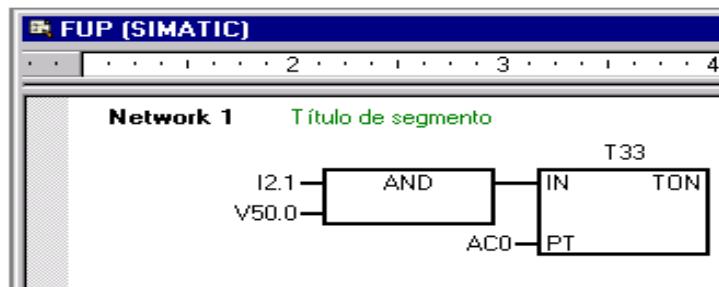 FUP (SIMATIC)
2 3 4
Network 1 Título de segmento
T33
I2.1 AND IN TON
V50.0
AC0 PT